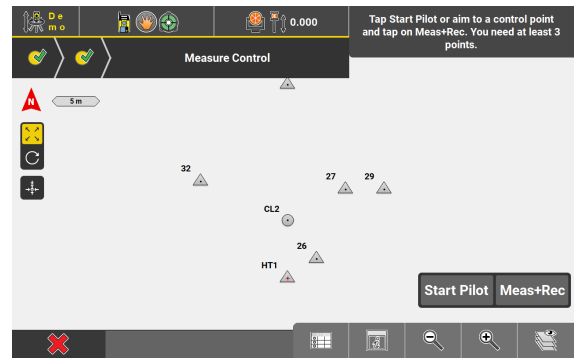 De
mo
0.000
Tap Start Pilot or aim to a control point
and tap on Meas+Rec. You need at least 3
points.
Measure Control
N
5 m
32
27
29
CL2
26
HT1
Start Pilot
Meas+Rec